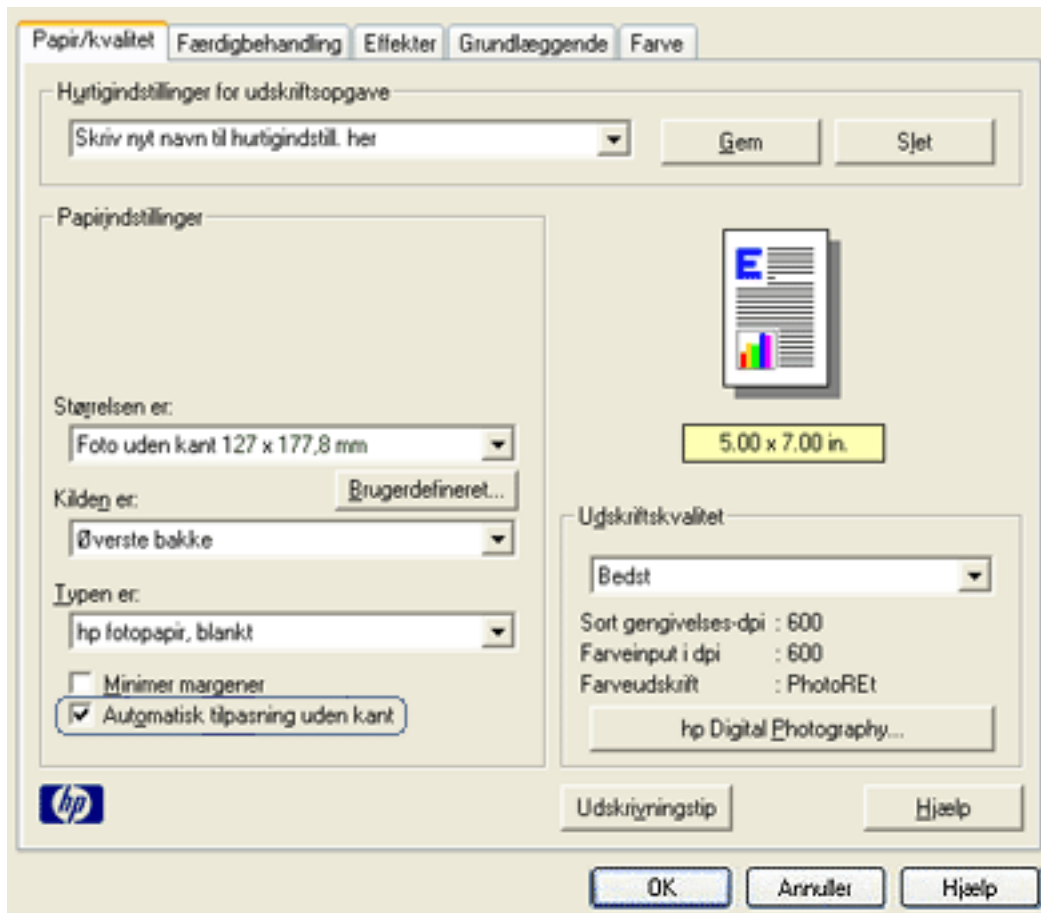 Papir/kvalitet Færdigbehandling Effekter Grundlæggende Farve
Hurtigindstillinger for udskriftsopgave
Skriv nyt navn til hurtigindstill. her Gem Slet
Papirindstillinger
E
Størrelsen er:
Foto uden kant 127 x 177,8 mm
5.00 x 7.00 in.
Kilden er: Brugerdefineret...
Øverste bakke
Udskriftskvalitet
Bedst
Typen er:
hp fotopapir, blankt
Sort gengivelses-dpi : 600
Farveinput i dpi : 600
Minimer margener
Farveudskrift : PhotoREt
Automatisk tilpasning uden kant
hp Digital Photography...
hp
Udskrivningstip Hjælp
OK Annuller Hjælp